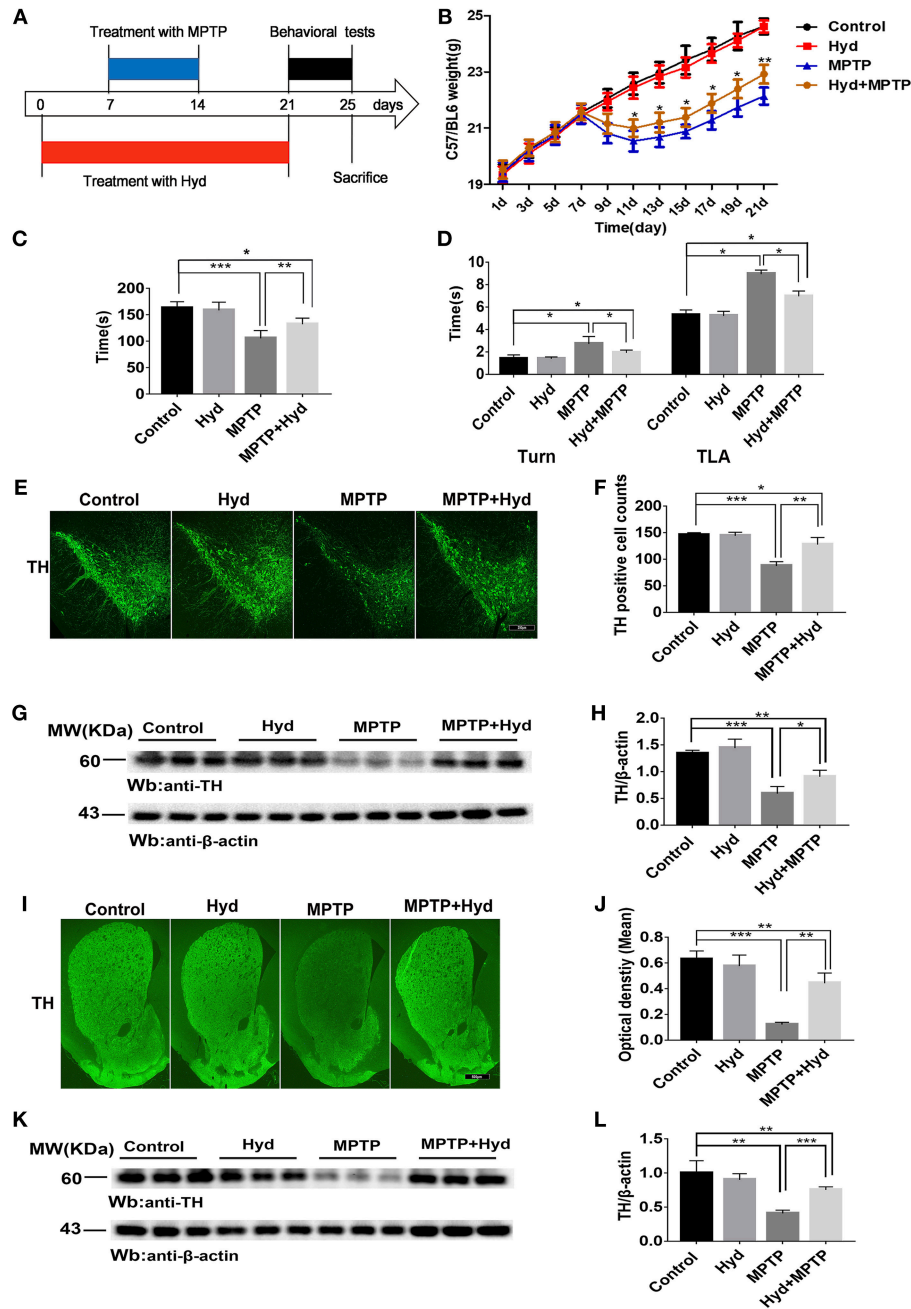 A
Treatment with MPTP
Behavioral tests
0
7
14
21
25
days
Treatment with Hyd
Sacrifice
B
C57/BL6 weight(g)
25
23
21
19
* * * * * **
1d 3d 5d 7d 9d 11d 13d 15d 17d 19d 21d
Time(day)
Control
Hyd
MPTP
Hyd+MPTP
C
*
*** **
Time(s)
200
150
100
50
0
Control Hyd MPTP MPTP+Hyd
D
*
* *
*
* *
Time(s)
10
8
6
4
2
0
Control Hyd MPTP Hyd+MPTP Control Hyd MPTP Hyd+MPTP
Turn TLA
E
Control Hyd MPTP MPTP+Hyd
TH
F
*
*** **
TH positive cell counts
200
150
100
50
0
Control Hyd MPTP MPTP+Hyd
G
MW(KDa) Control Hyd MPTP MPTP+Hyd
60
Wb:anti-TH
43
Wb:anti-β-actin
H
**
*** *
TH/β-actin
2.0
1.5
1.0
0.5
0.0
Control Hyd MPTP Hyd+MPTP
I
Control Hyd MPTP MPTP+Hyd
TH
J
**
*** **
Optical denstiy (Mean)
0.8
0.6
0.4
0.2
0.0
Control Hyd MPTP MPTP+Hyd
K
MW(KDa) Control Hyd MPTP MPTP+Hyd
60
Wb:anti-TH
43
Wb:anti-β-actin
L
**
** ***
TH/β-actin
1.5
1.0
0.5
0.0
Control Hyd MPTP Hyd+MPTP